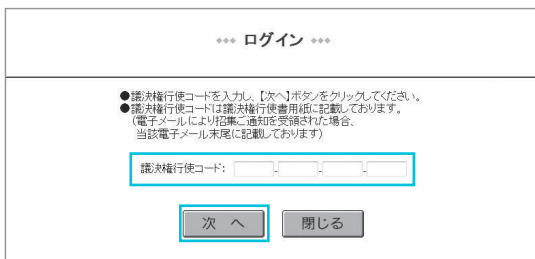 ••• ログイン •••
●議決権行使コードを入力し、【次へ】ボタンをクリックしてください。
●議決権行使コードは議決権行使書用紙に記載しております。
(電子メールにより招集ご通知を受領された場合、
当該電子メール末尾に記載しております)
議決権行使コード: - - -
次 へ 閉じる